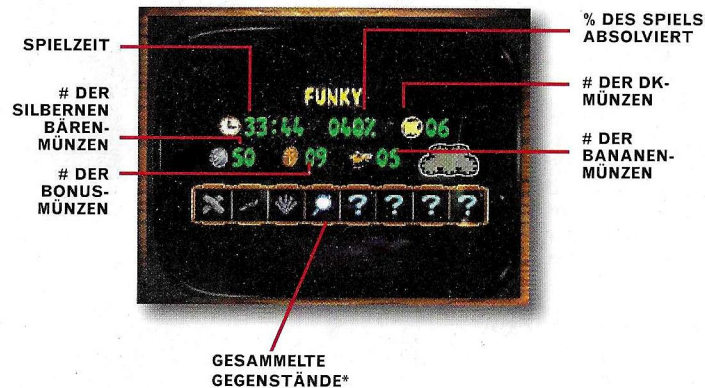 SPIELZEIT
% DES SPIELS
ABSOLVIERT
# DER
SILBERNEN
BÄREN-
MÜNZEN
# DER DK-
MÜNZEN
# DER
BONUS-
MÜNZEN
# DER
BANANEN-
MÜNZEN
FUNKY
33:44 040% 06
50 09 05
? ? ? ?
GESAMMELTE
GEGENSTÄNDE*